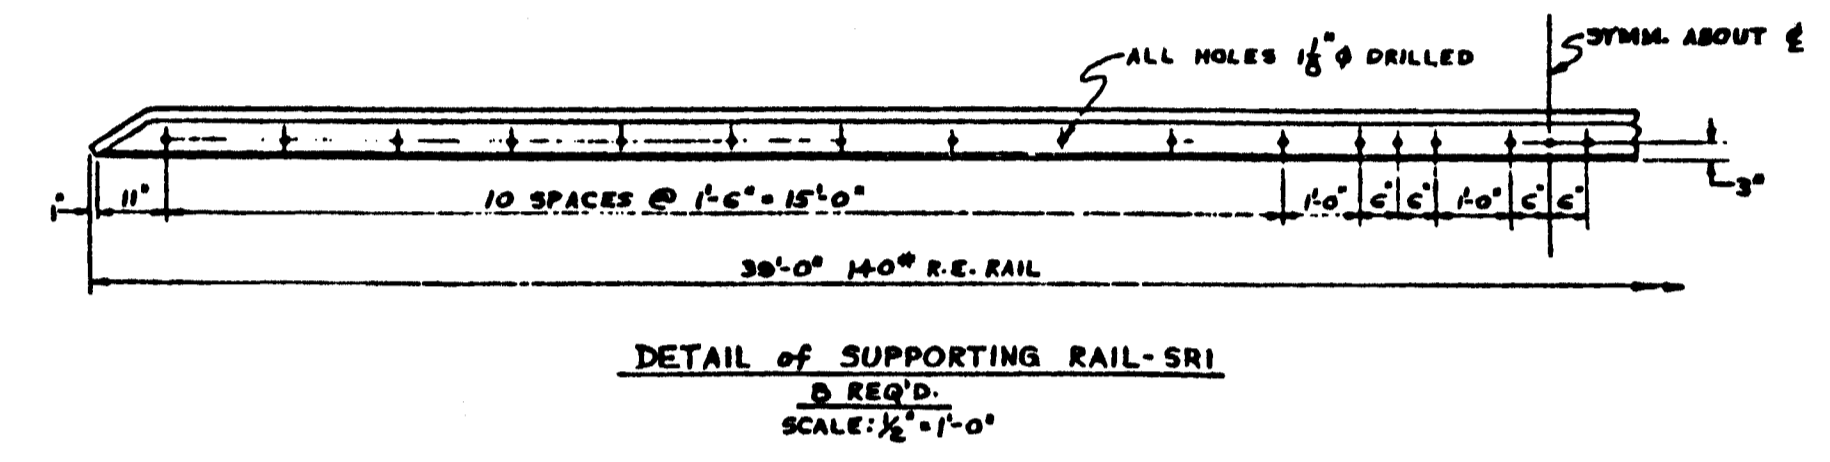 SYMM. ABOUT ℄
ALL HOLES 1⅛"ϕ DRILLED
1"
11"
10 SPACES @ 1'-6" = 15'-0"
1'-0"
6"
6"
1'-0"
6"
6"
3"
39'-0" 140# R.E. RAIL
DETAIL of SUPPORTING RAIL-SR1
8 REQ'D.
SCALE: ½" = 1'-0"